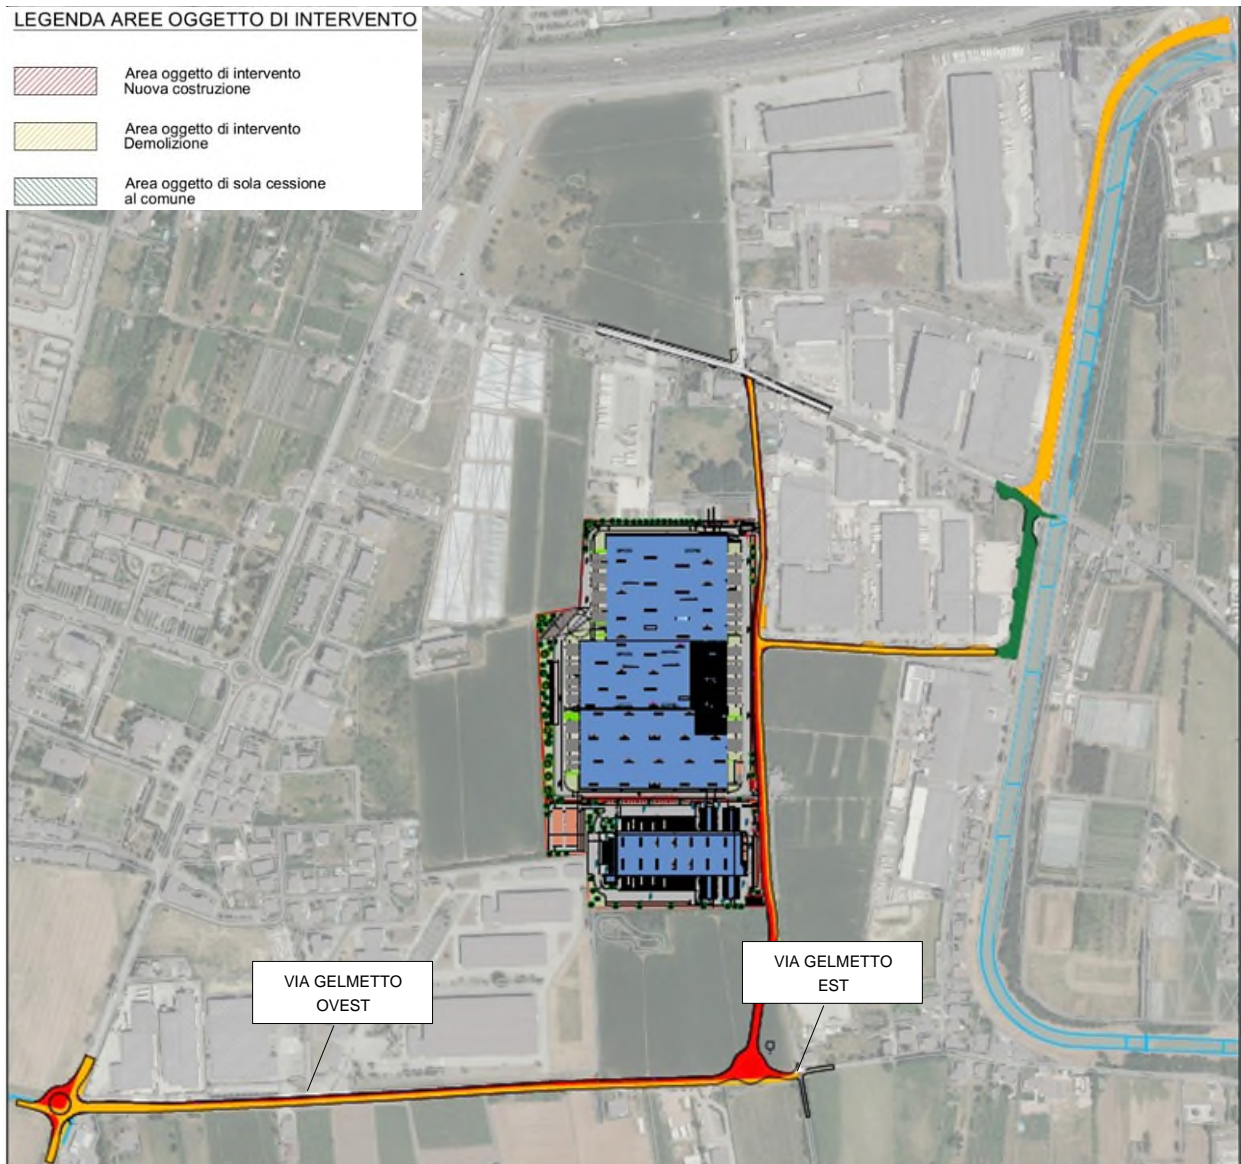 LEGENDA AREE OGGETTO DI INTERVENTO
Area oggetto di intervento
Nuova costruzione
Area oggetto di intervento
Demolizione
Area oggetto di sola cessione
al comune
VIA GELMETTO
OVEST
VIA GELMETTO
EST